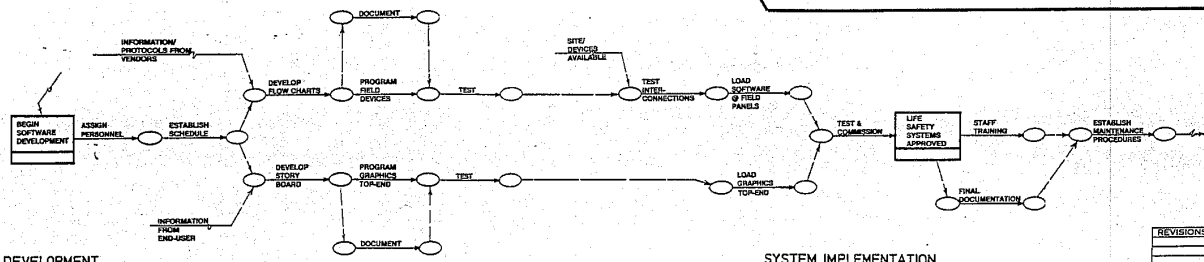 DOCUMENT
INFORMATION/
PROTOCOLS FROM
VENDORS
SITE/
DEVICES
AVAILABLE
DEVELOP
FLOW CHARTS
PROGRAM
FIELD
DEVICES
TEST
TEST
INTER-
CONNECTIONS
LOAD
SOFTWARE
@ FIELD
PANELS
BEGIN
SOFTWARE
DEVELOPMENT
ASSIGN
PERSONNEL
ESTABLISH
SCHEDULE
TEST &
COMMISSION
LIFE
SAFETY
SYSTEMS
APPROVED
STAFF
TRAINING
ESTABLISH
MAINTENANCE
PROCEDURES
DEVELOP
STORY
BOARD
PROGRAM
GRAPHICS
TOP-END
TEST
LOAD
GRAPHICS
TOP-END
FINAL
DOCUMENTATION
INFORMATION
FROM
END-USER
DOCUMENT
DEVELOPMENT
SYSTEM IMPLEMENTATION
REVISIONS